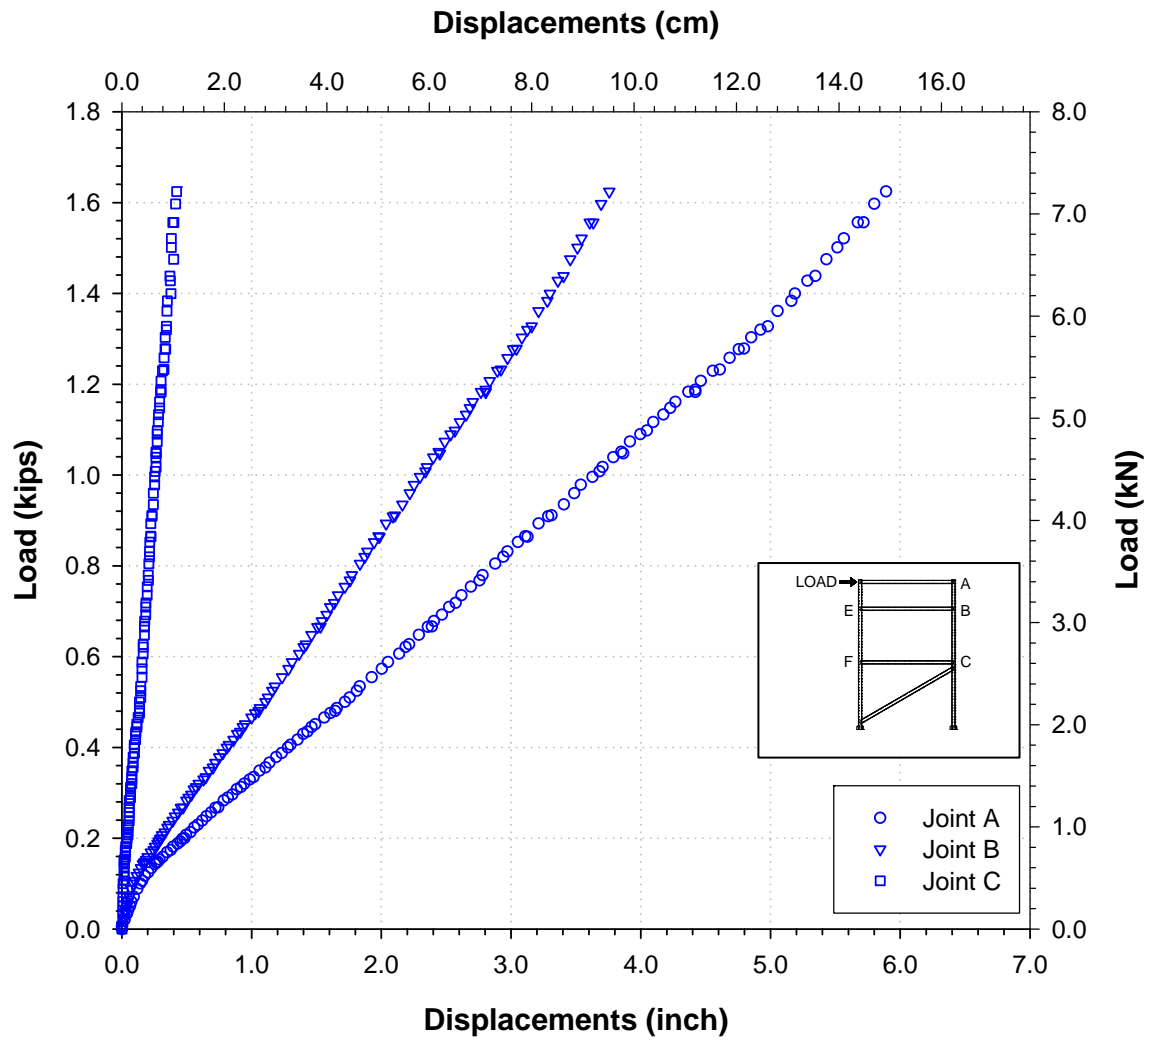 Displacements (cm)
0.0 2.0 4.0 6.0 8.0 10.0 12.0 14.0 16.0
1.8 8.0
1.6 7.0
1.4 6.0
1.2 5.0
1.0
Load (kips)
Load (kN)
4.0
0.8
LOAD A
E B
3.0
0.6 F C
2.0
0.4
Joint A
0.2 1.0
Joint B
Joint C
0.0 0.0
0.0 1.0 2.0 3.0 4.0 5.0 6.0 7.0
Displacements (inch)